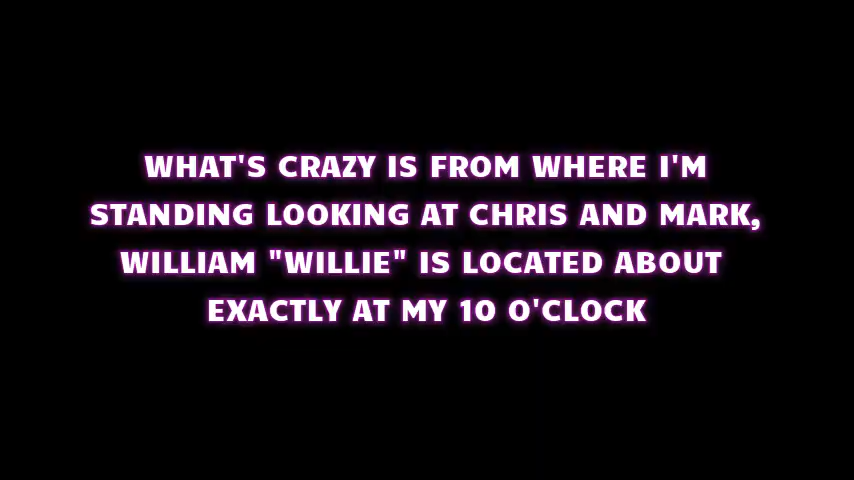 WHAT'S CRAZY IS FROM WHERE I'M
STANDING LOOKING AT CHRIS AND MARK,
WILLIAM "WILLIE" IS LOCATED ABOUT
EXACTLY AT MY 10 O'CLOCK